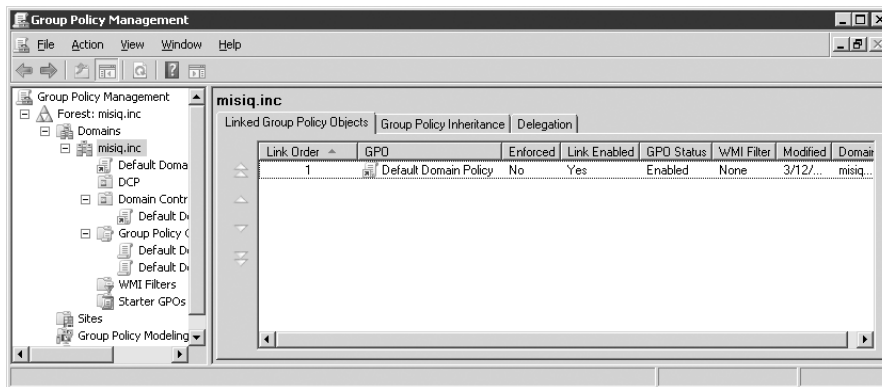 Group Policy Management
File Action View Window Help
Group Policy Management
Forest: misiq.inc
Domains
misiq.inc
Default Doma
DCP
Domain Contr
Default D
Group Policy
Default D
Default D
WMI Filters
Starter GPOs
Sites
Group Policy Modeling
misiq.inc
Linked Group Policy Objects Group Policy Inheritance Delegation
Link Order GPO Enforced Link Enabled GPO Status WMI Filter Modified Domain
1 Default Domain Policy No Yes Enabled None 3/12/... misiq...